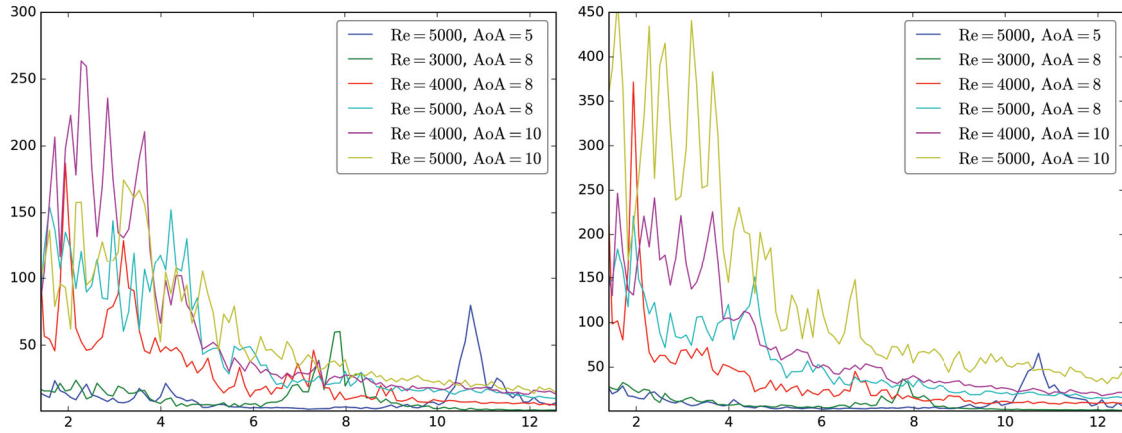 300
250
200
150
100
50
2 4 6 8 10 12
Re = 5000, AoA = 5
Re = 3000, AoA = 8
Re = 4000, AoA = 8
Re = 5000, AoA = 8
Re = 4000, AoA = 10
Re = 5000, AoA = 10
450
400
350
300
250
200
150
100
50
2 4 6 8 10 12
Re = 5000, AoA = 5
Re = 3000, AoA = 8
Re = 4000, AoA = 8
Re = 5000, AoA = 8
Re = 4000, AoA = 10
Re = 5000, AoA = 10